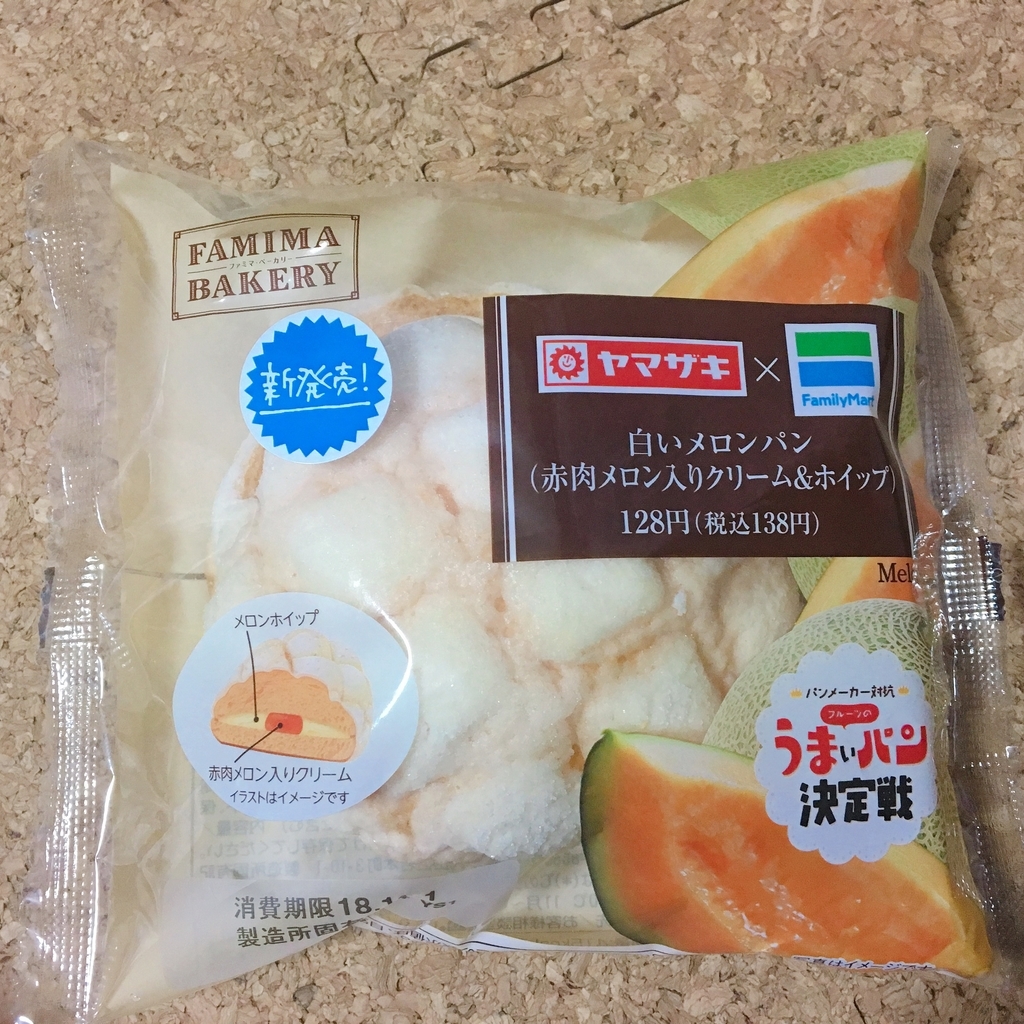 FAMIMA
ファミマ・ベーカリー
BAKERY
新発売!
ヤマザキ × FamilyMart
白いメロンパン
(赤肉メロン入りクリーム&ホイップ)
128円(税込138円)
メロンホイップ
赤肉メロン入りクリーム
イラストはイメージです
パンメーカー対抗
フルーツの
うまいパン
決定戦
消費期限18.1
製造所固